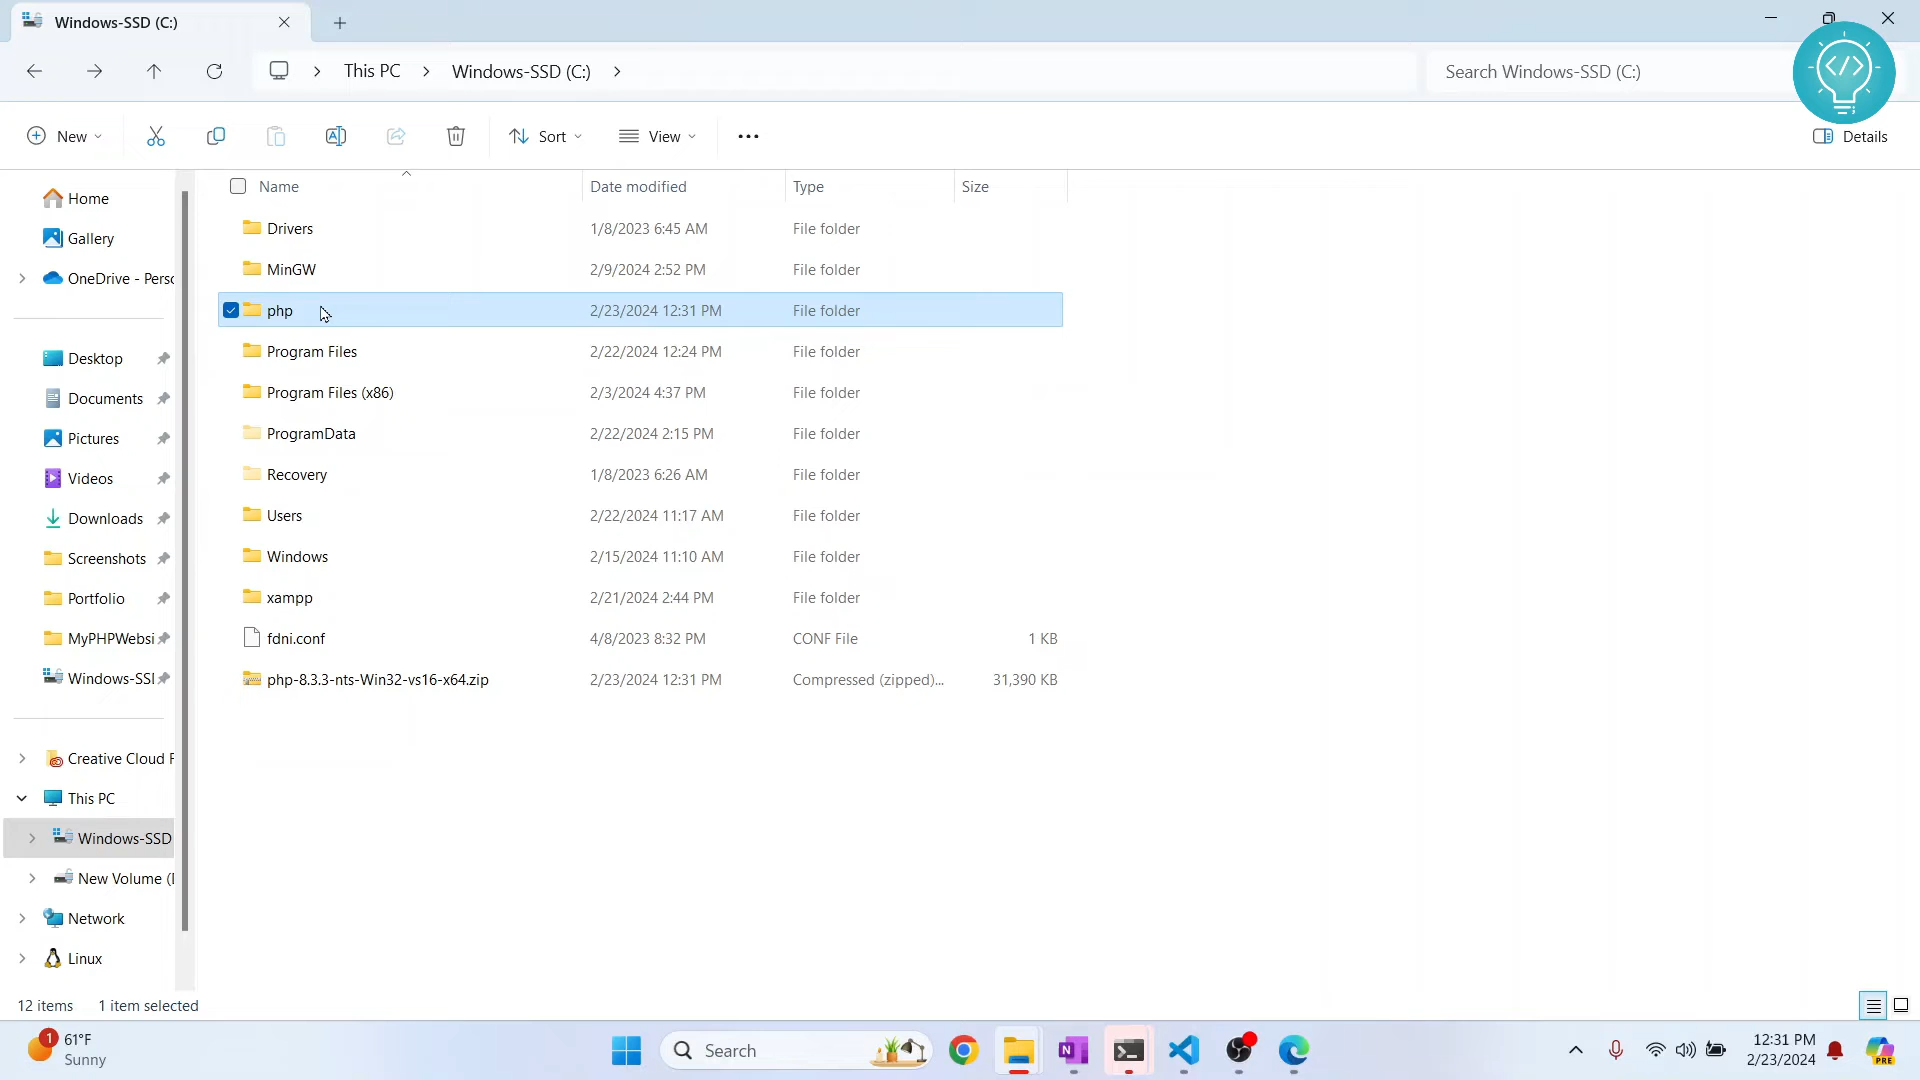 Windows-SSD (C:)
This PC
Windows-SSD (C:)
Search Windows-SSD (C:)
</>
New
Sort
View
Details
Name
Date modified
Type
Size
Home
Gallery
OneDrive - Perso
Desktop
Documents
Pictures
Videos
Downloads
Screenshots
Portfolio
MyPHPWebsi
Windows-SSI
Creative Cloud F
This PC
Windows-SSD
New Volume (I
Network
Linux
Drivers 1/8/2023 6:45 AM File folder
MinGW 2/9/2024 2:52 PM File folder
php 2/23/2024 12:31 PM File folder
Program Files 2/22/2024 12:24 PM File folder
Program Files (x86) 2/3/2024 4:37 PM File folder
ProgramData 2/22/2024 2:15 PM File folder
Recovery 1/8/2023 6:26 AM File folder
Users 2/22/2024 11:17 AM File folder
Windows 2/15/2024 11:10 AM File folder
xampp 2/21/2024 2:44 PM File folder
fdni.conf 4/8/2023 8:32 PM CONF File 1 KB
php-8.3.3-nts-Win32-vs16-x64.zip 2/23/2024 12:31 PM Compressed (zipped)... 31,390 KB
12 items 1 item selected
1
61°F
Sunny
Search
N
12:31 PM
2/23/2024
PRE